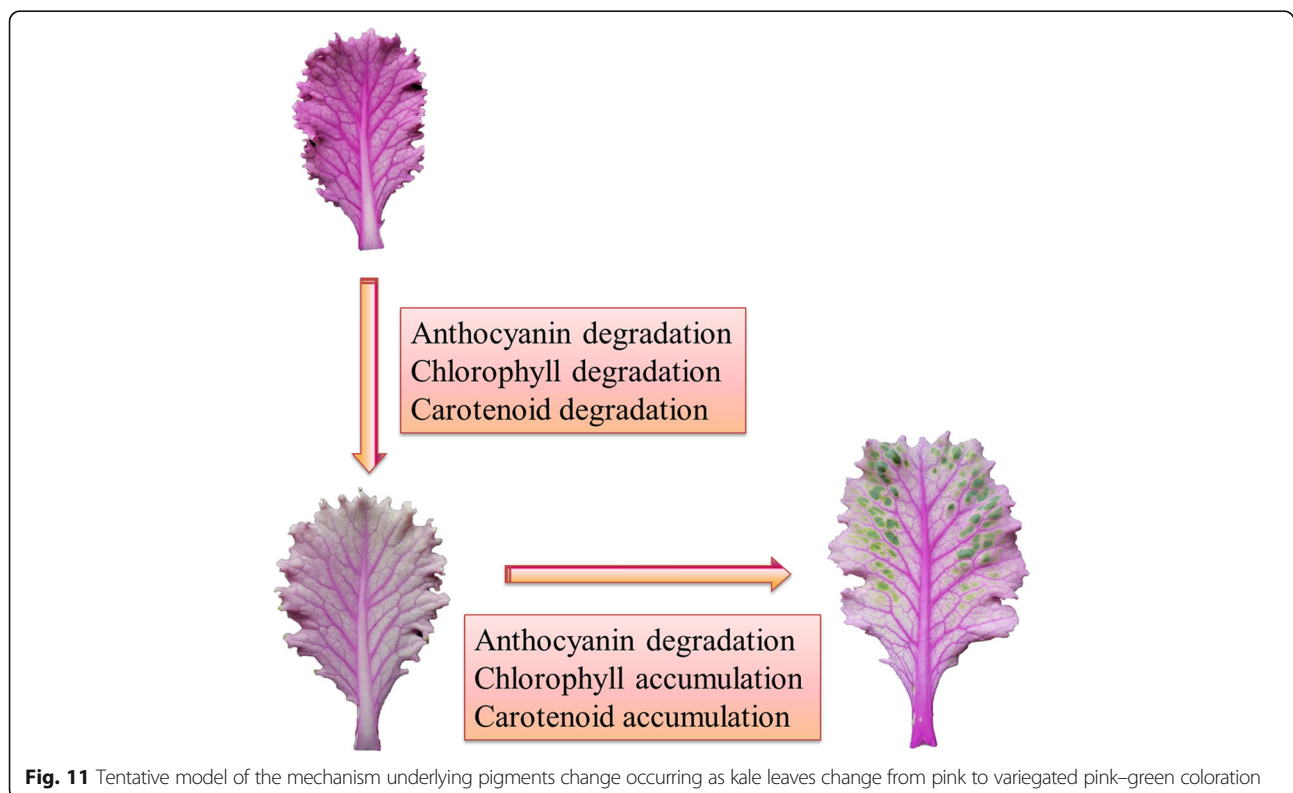 Anthocyanin degradation
Chlorophyll degradation
Carotenoid degradation
Anthocyanin degradation
Chlorophyll accumulation
Carotenoid accumulation
Fig. 11 Tentative model of the mechanism underlying pigments change occurring as kale leaves change from pink to variegated pink–green coloration